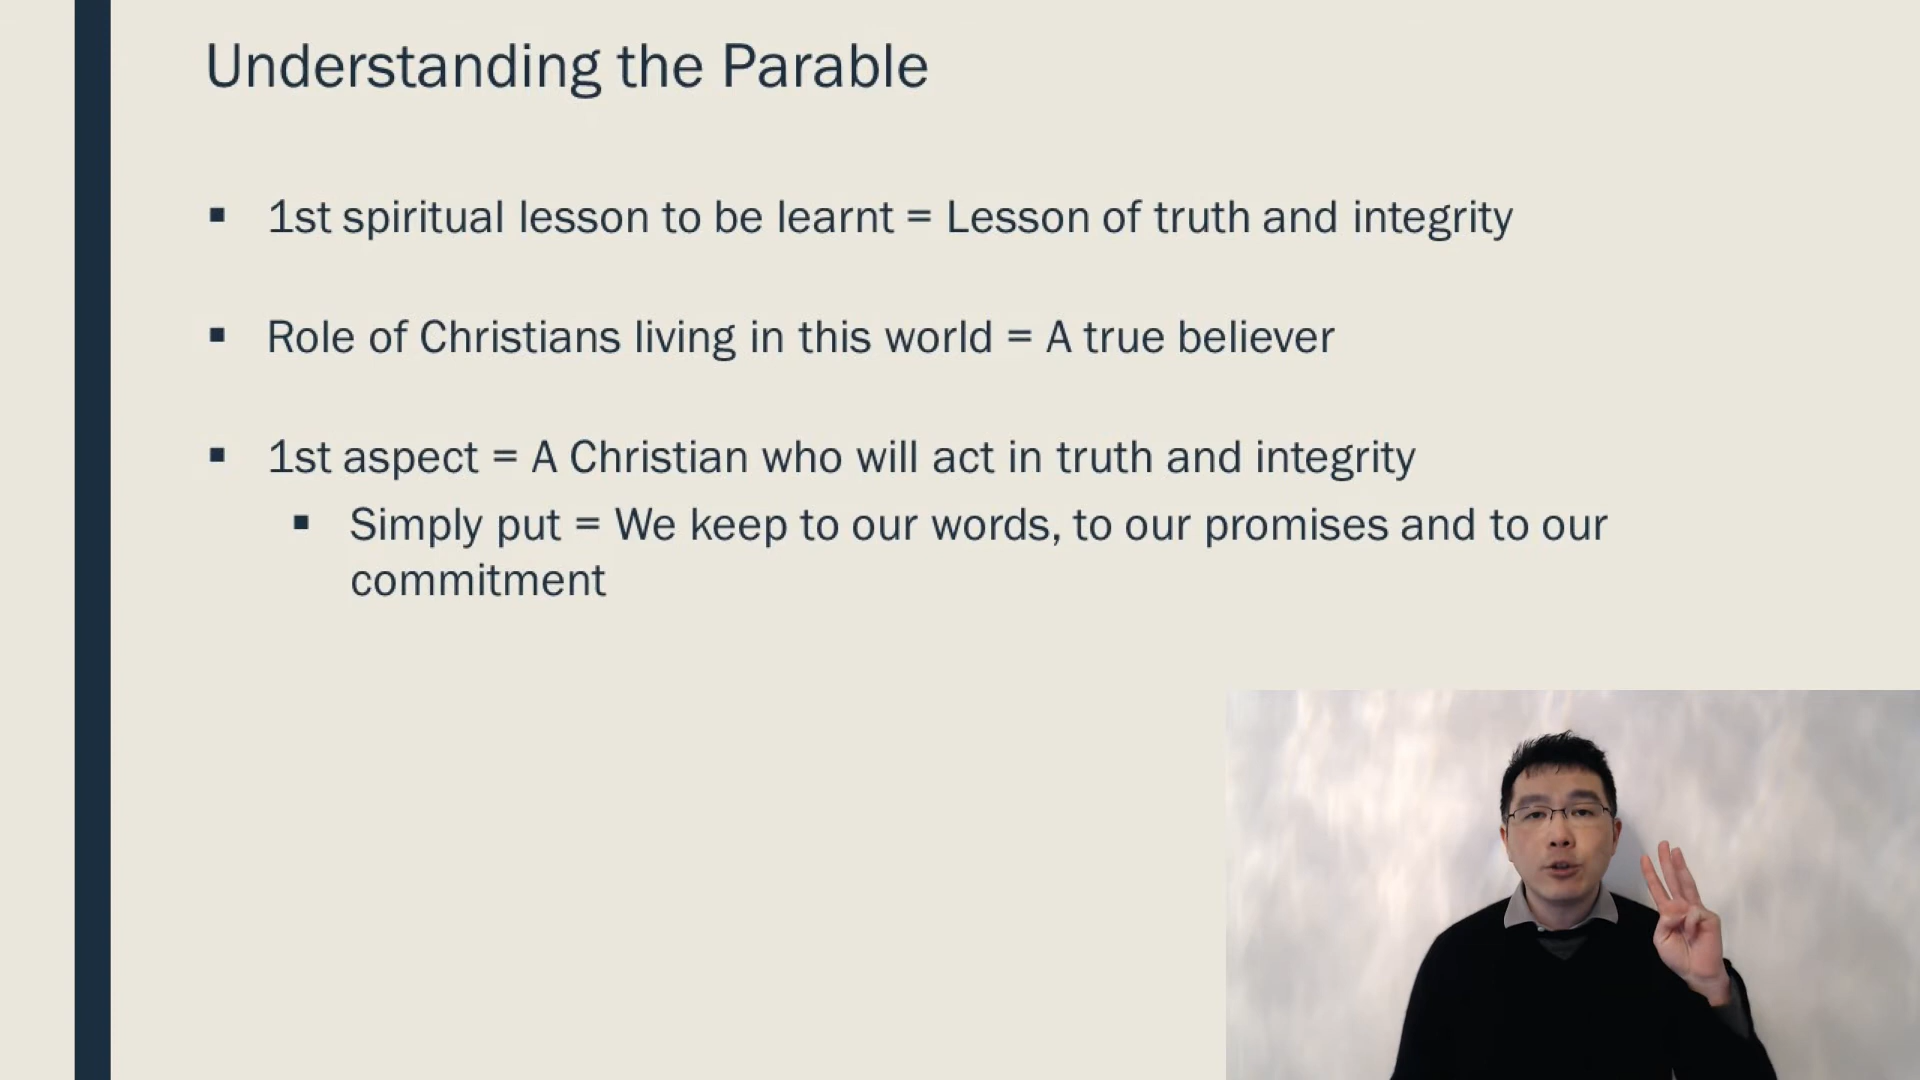 Understanding the Parable
▪ 1st spiritual lesson to be learnt = Lesson of truth and integrity
▪ Role of Christians living in this world = A true believer
▪ 1st aspect = A Christian who will act in truth and integrity
▪ Simply put = We keep to our words, to our promises and to our
commitment